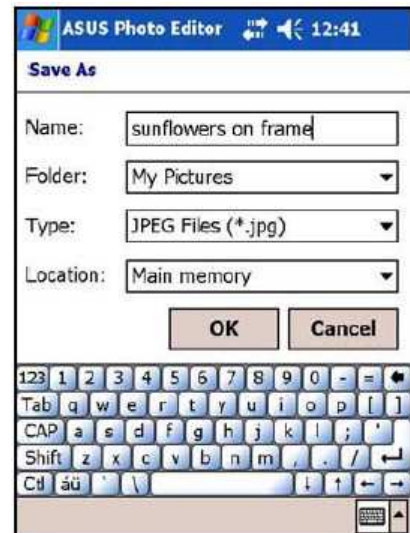 ASUS Photo Editor 12:41
Save As
Name: sunflowers on frame
Folder: My Pictures
Type: JPEG Files (*.jpg)
Location: Main memory
OK Cancel
123 1 2 3 4 5 6 7 8 9 0 - =
Tab q w e r t y u i o p [ ]
CAP a s d f g h j k l ; '
Shift z x c v b n m , . /
Ctl áü ` \ ↓ ↑ ← →